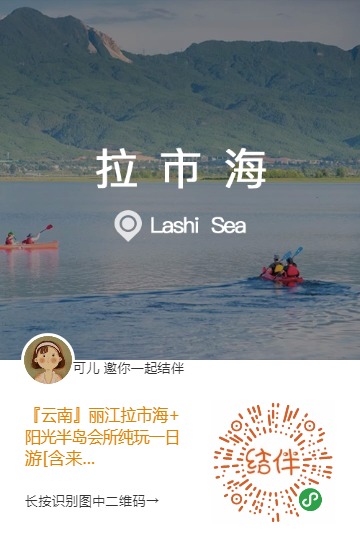 拉市海
Lashi Sea
可儿 邀你一起结伴
『云南』丽江拉市海+
阳光半岛会所纯玩一日
游[含来...
结伴
长按识别图中二维码→